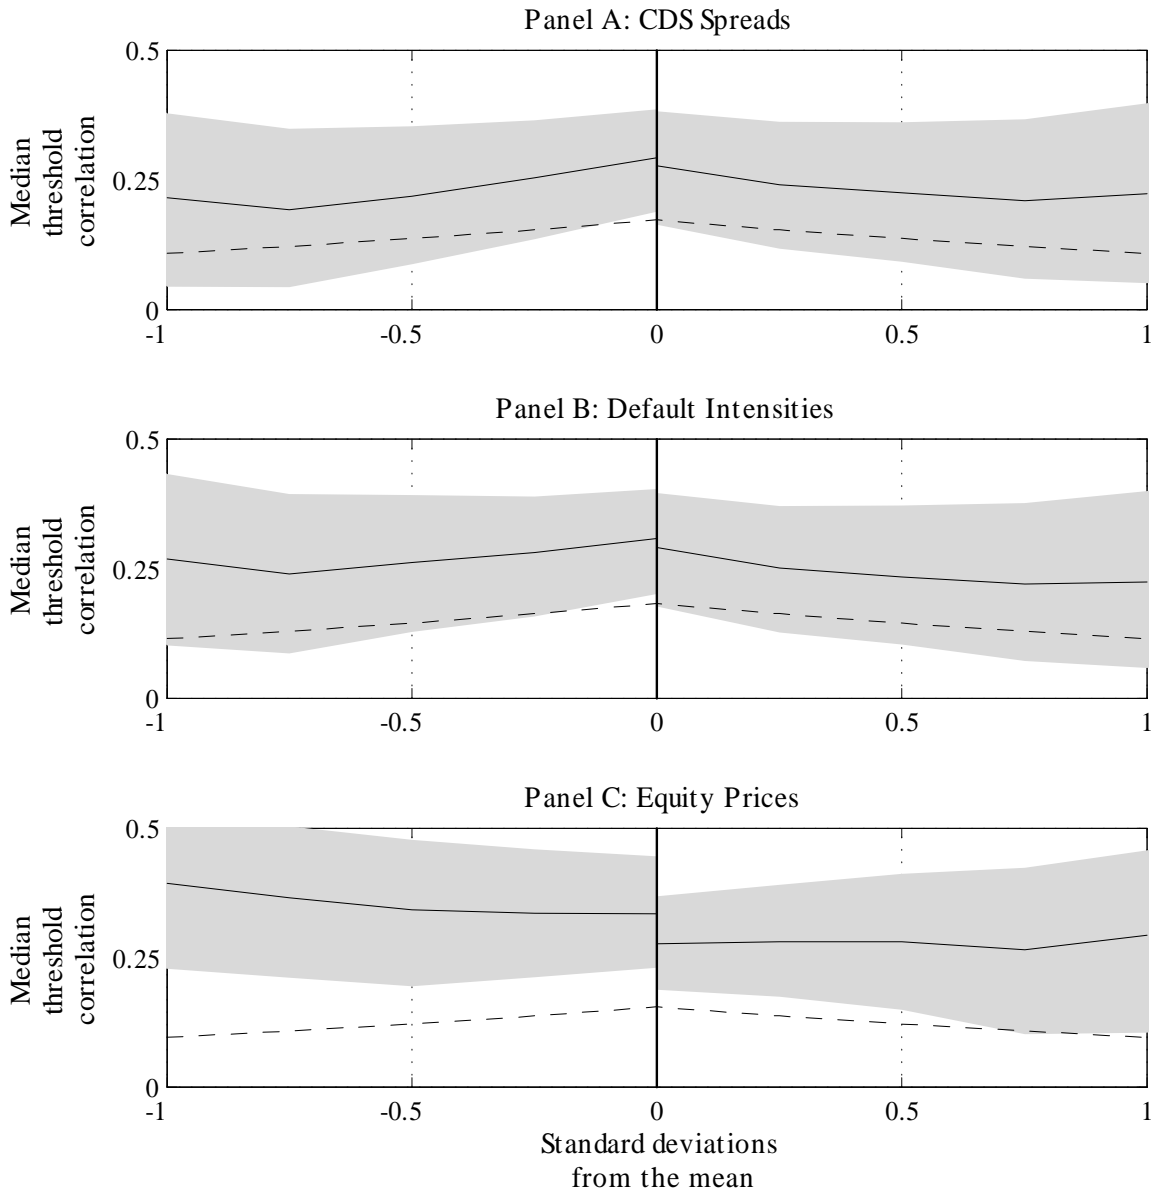 Panel A: CDS Spreads
0.5
0.25
0
Median
threshold
correlation
-1
-0.5
0
0.5
1
Panel B: Default Intensities
0.5
0.25
0
Median
threshold
correlation
-1
-0.5
0
0.5
1
Panel C: Equity Prices
0.5
0.25
0
Median
threshold
correlation
-1
-0.5
0
0.5
1
Standard deviations
from the mean